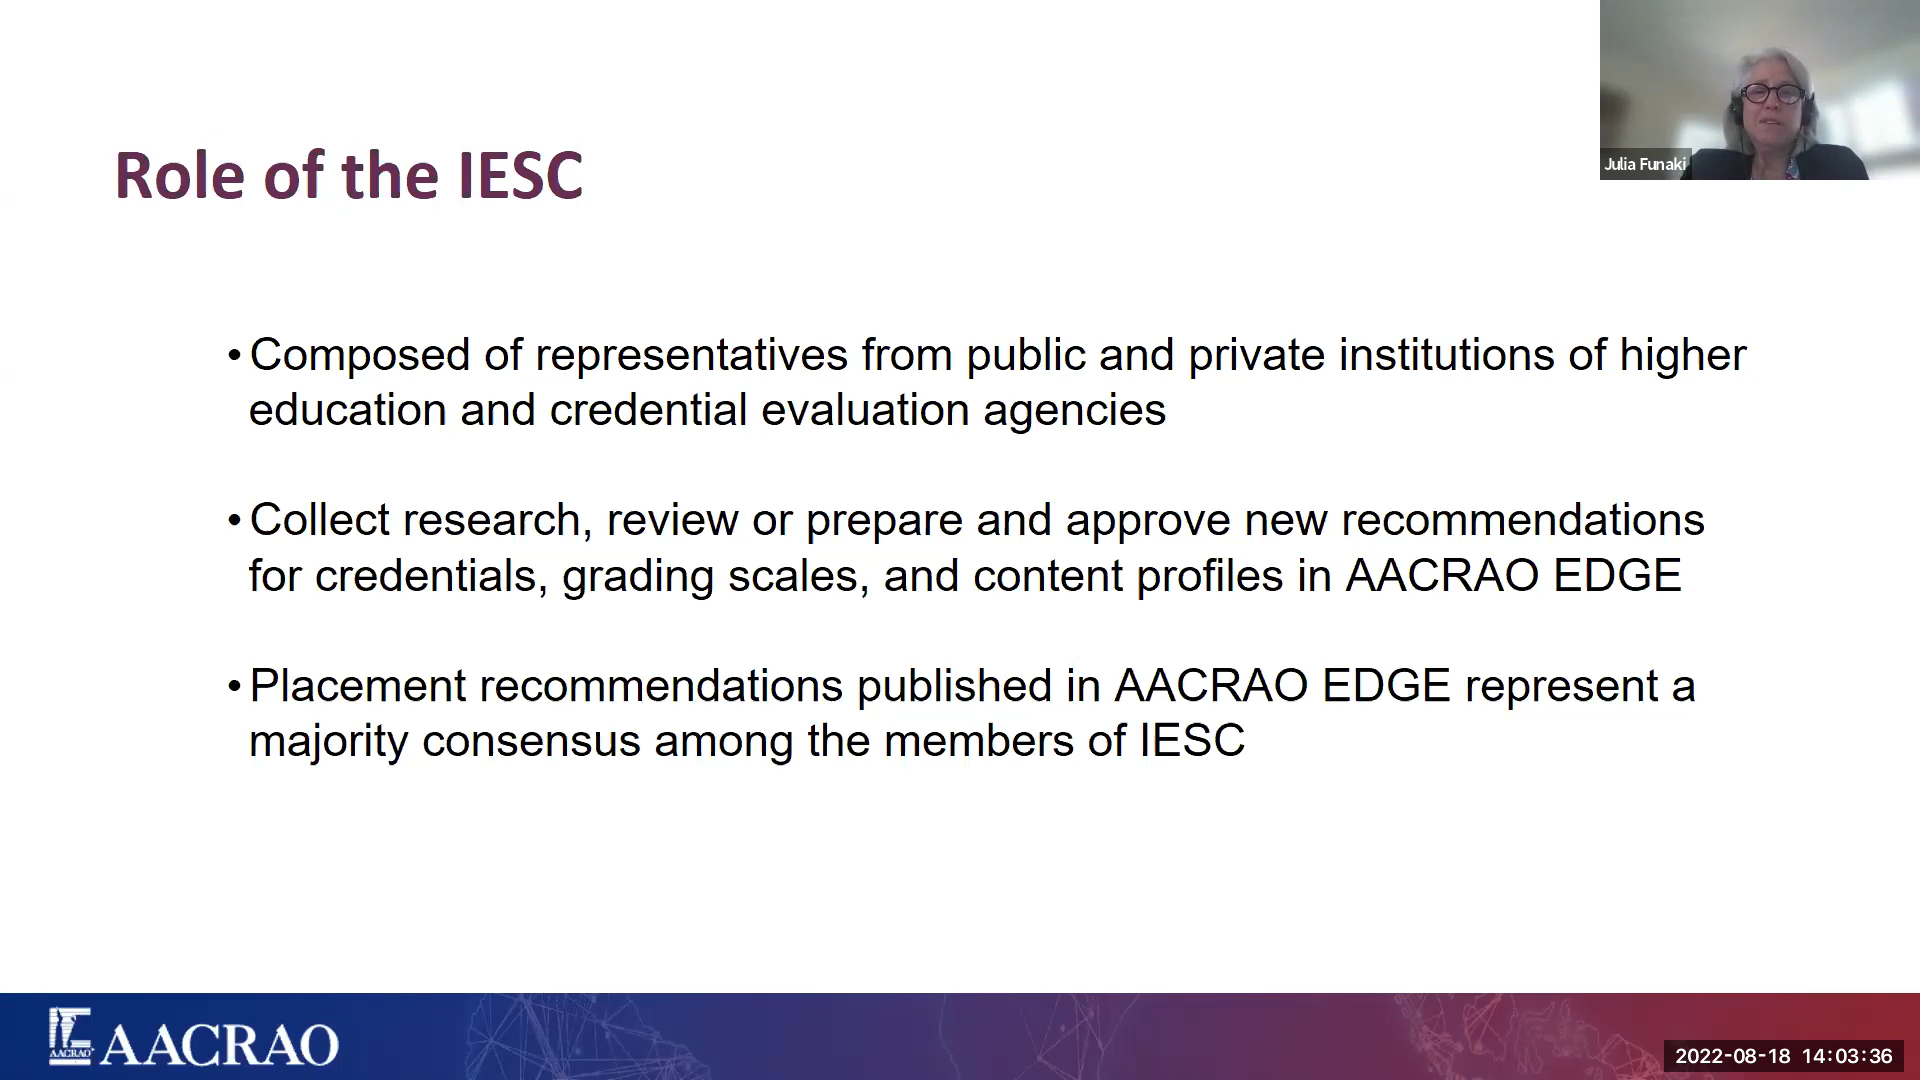 Role of the IESC
Julia Funaki
• Composed of representatives from public and private institutions of higher
education and credential evaluation agencies
• Collect research, review or prepare and approve new recommendations
for credentials, grading scales, and content profiles in AACRAO EDGE
• Placement recommendations published in AACRAO EDGE represent a
majority consensus among the members of IESC
AACRAO
AACRAO
2022-08-18 14:03:36